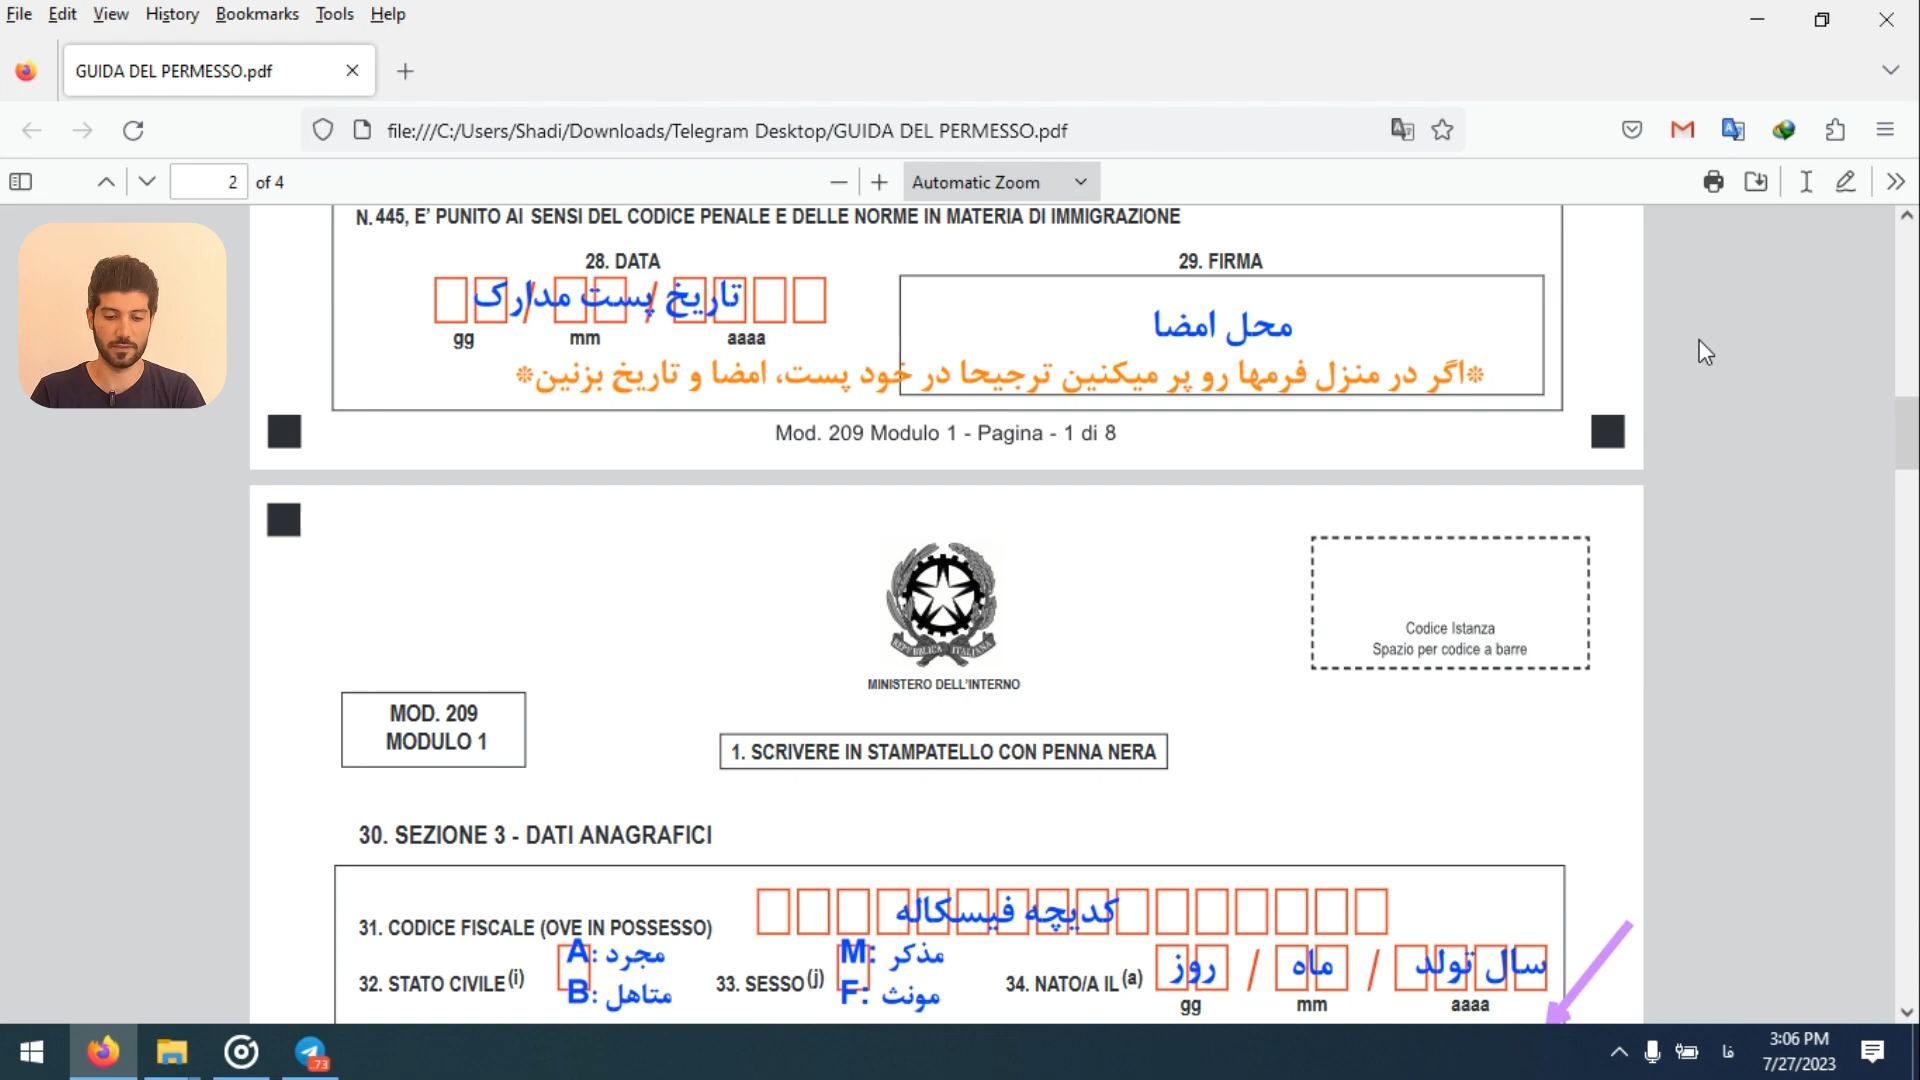 File Edit View History Bookmarks Tools Help
GUIDA DEL PERMESSO.pdf
file:///C:/Users/Shadi/Downloads/Telegram Desktop/GUIDA DEL PERMESSO.pdf
2 of 4
Automatic Zoom
N.445, E' PUNITO AI SENSI DEL CODICE PENALE E DELLE NORME IN MATERIA DI IMMIGRAZIONE
28. DATA
29. FIRMA
تاریخ پست مدارک
محل امضا
gg mm aaaa
*اگر در منزل فرمها رو پر میکنین ترجیحا در خود پست، امضا و تاریخ بزنین*
Mod. 209 Modulo 1 - Pagina - 1 di 8
REPVBBLICA ITALIANA
Codice Istanza
Spazio per codice a barre
MINISTERO DELL'INTERNO
MOD. 209
MODULO 1
1. SCRIVERE IN STAMPATELLO CON PENNA NERA
30. SEZIONE 3 - DATI ANAGRAFICI
31. CODICE FISCALE (OVE IN POSSESSO) کدیچه فیسکاله
32. STATO CIVILE (i)
A: مجرد
B: متاهل
33. SESSO (j)
M: مذکر
F: مونث
34. NATO/A IL (a) روز / ماه / سال تولد
gg mm aaaa
73
فا
3:06 PM
7/27/2023